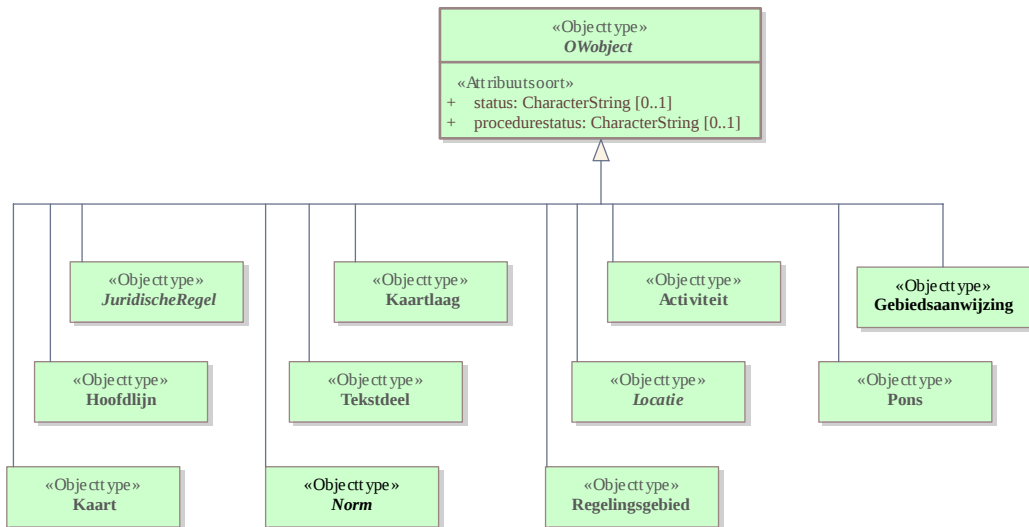 «Objecttype»
OWobject
«Attribuutsoort»
+ status: CharacterString [0..1]
+ procedurestatus: CharacterString [0..1]
«Objecttype»
JuridischeRegel
«Objecttype»
Kaartlaag
«Objecttype»
Activiteit
«Objecttype»
Gebiedsaanwijzing
«Objecttype»
Hoofdlijn
«Objecttype»
Tekstdeel
«Objecttype»
Locatie
«Objecttype»
Pons
«Objecttype»
Kaart
«Objecttype»
Norm
«Objecttype»
Regelingsgebied